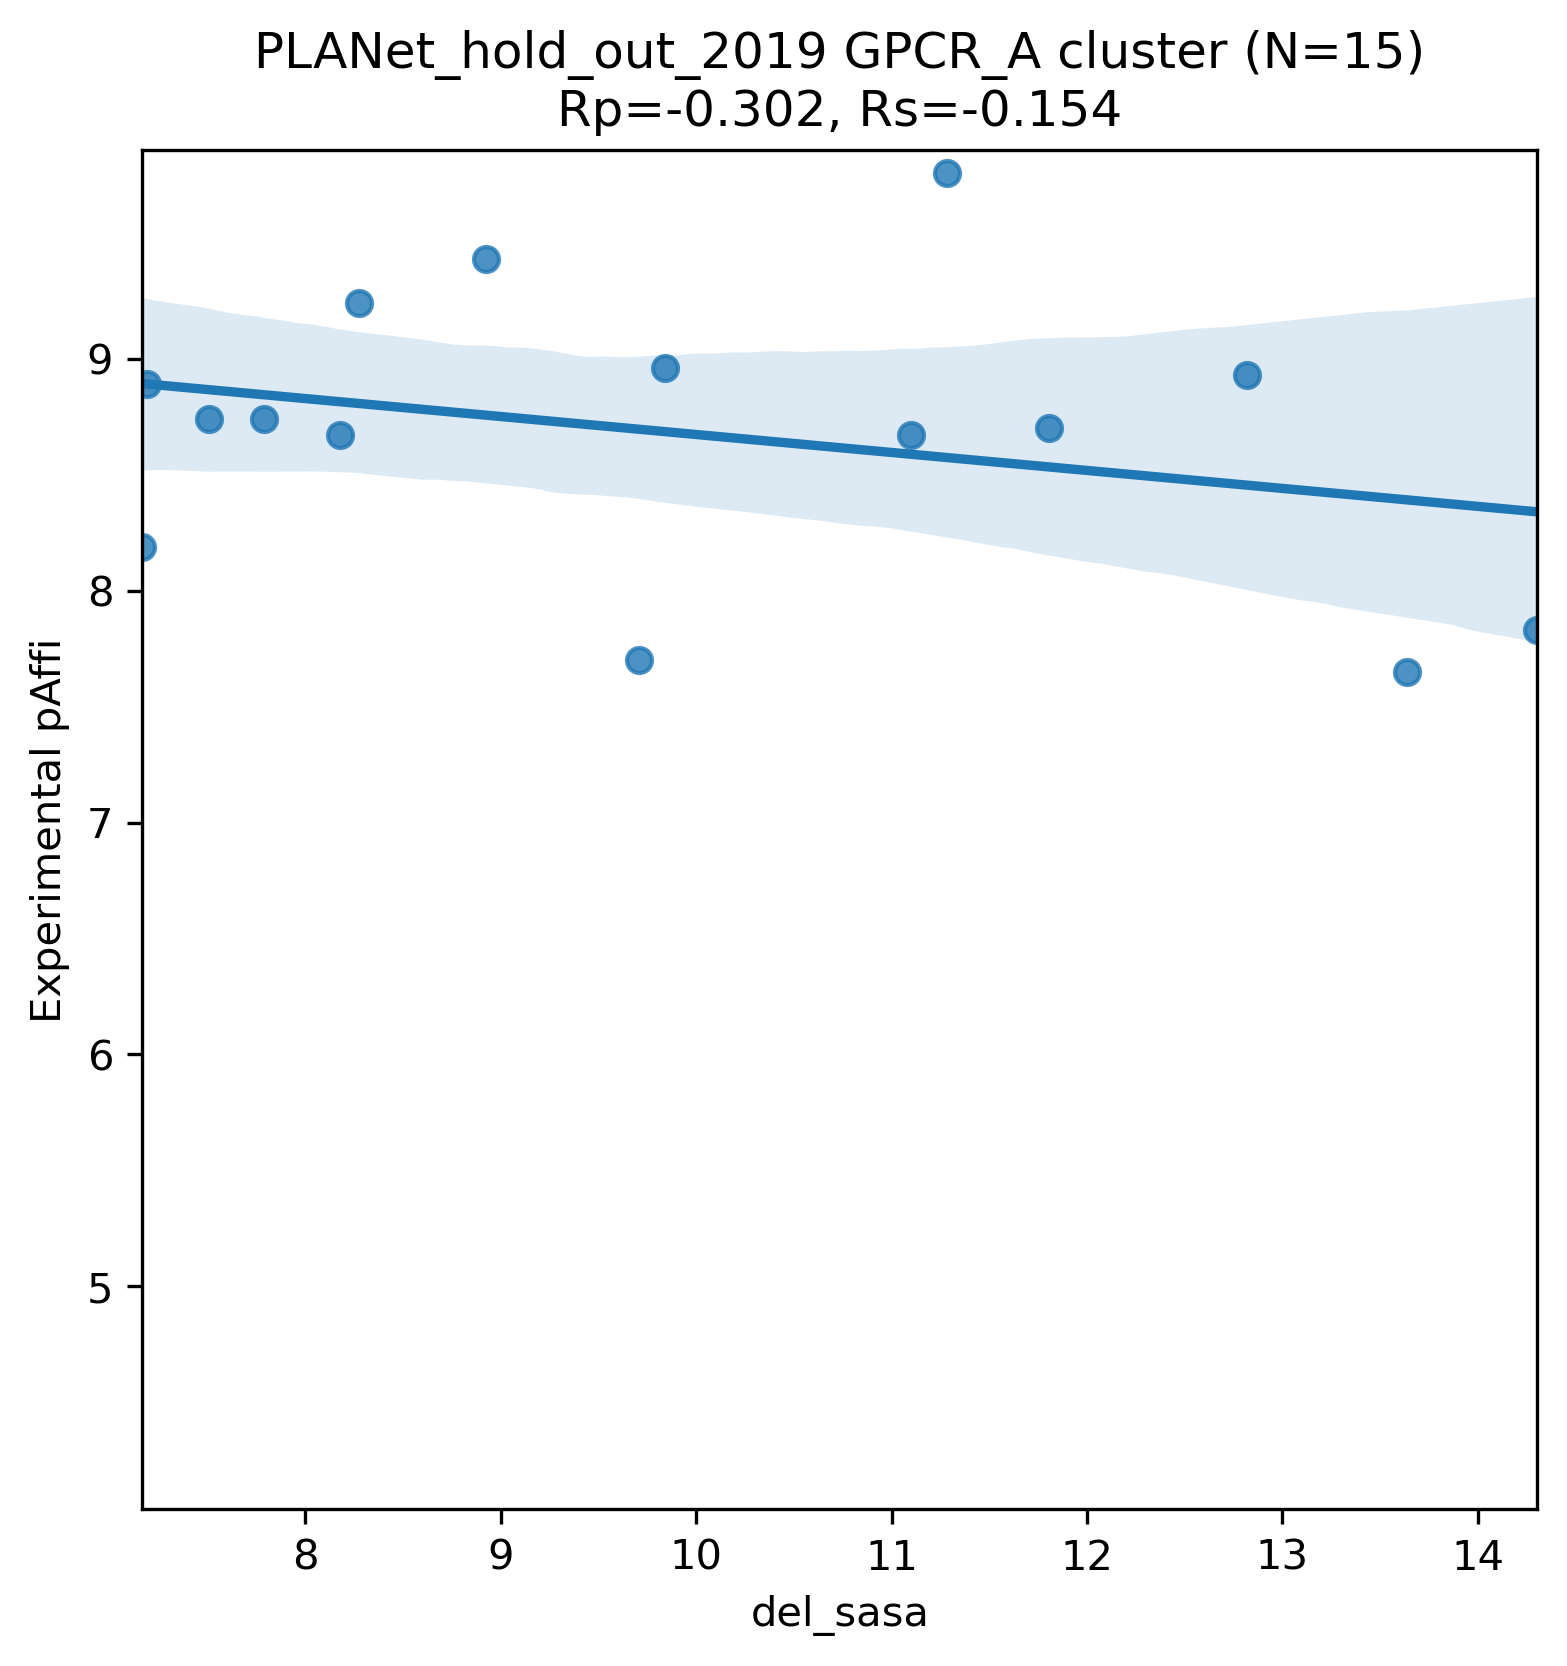 PLANet_hold_out_2019 GPCR_A cluster (N=15)
Rp=-0.302, Rs=-0.154
9
8
7
6
5
Experimental pAffi
8 9 10 11 12 13 14
del_sasa